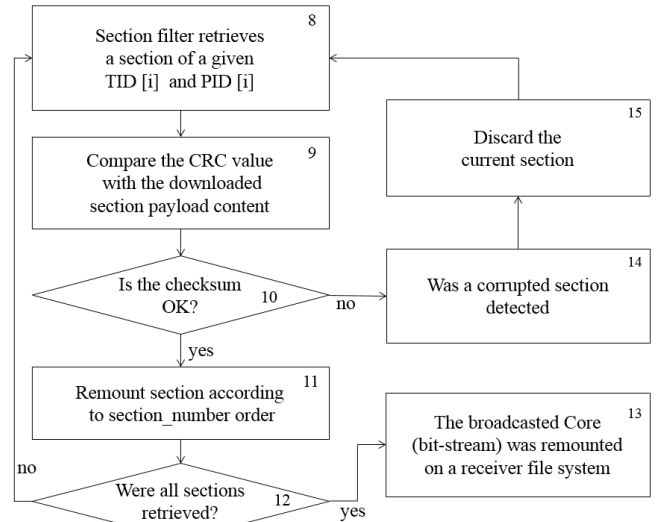 8
Section filter retrieves
a section of a given
TID [i] and PID [i]
15
Discard the
current section
9
Compare the CRC value
with the downloaded
section payload content
14
Was a corrupted section
detected
Is the checksum
OK?
10
no
yes
11
Remount section according
to section_number order
13
The broadcasted Core
(bit-stream) was remounted
on a receiver file system
no
Were all sections
retrieved?
12
yes